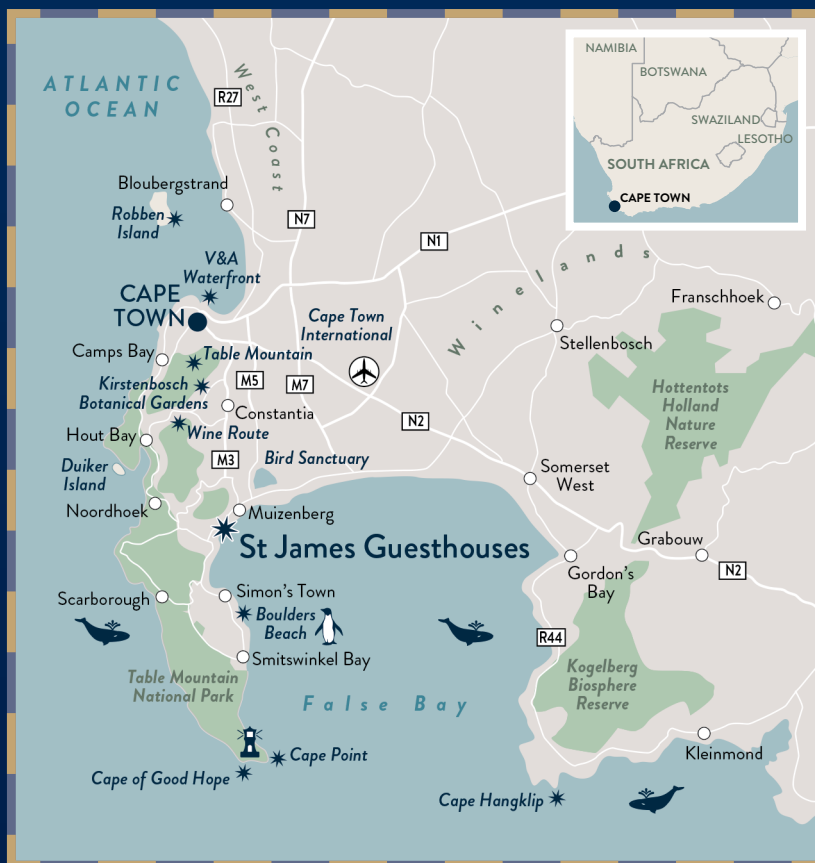 ATLANTIC
OCEAN
R27
West Coast
NAMIBIA
BOTSWANA
SWAZILAND
LESOTHO
SOUTH AFRICA
CAPE TOWN
Bloubergstrand
Robben
Island
N7
N1
V&A
Waterfront
Winelands
CAPE
TOWN
Cape Town
International
Franschhoek
Stellenbosch
Camps Bay
Table Mountain
Kirstenbosch
Botanical Gardens
M5
M7
Constantia
N2
Hottentots
Holland
Nature
Reserve
Hout Bay
Wine Route
M3
Bird Sanctuary
Duiker
Island
Somerset
West
Noordhoek
Muizenberg
St James Guesthouses
Grabouw
N2
Gordon's
Bay
Scarborough
Simon's Town
Boulders
Beach
R44
Smitswinkel Bay
Table Mountain
National Park
False Bay
Kogelberg
Biosphere
Reserve
Kleinmond
Cape Point
Cape of Good Hope
Cape Hangklip